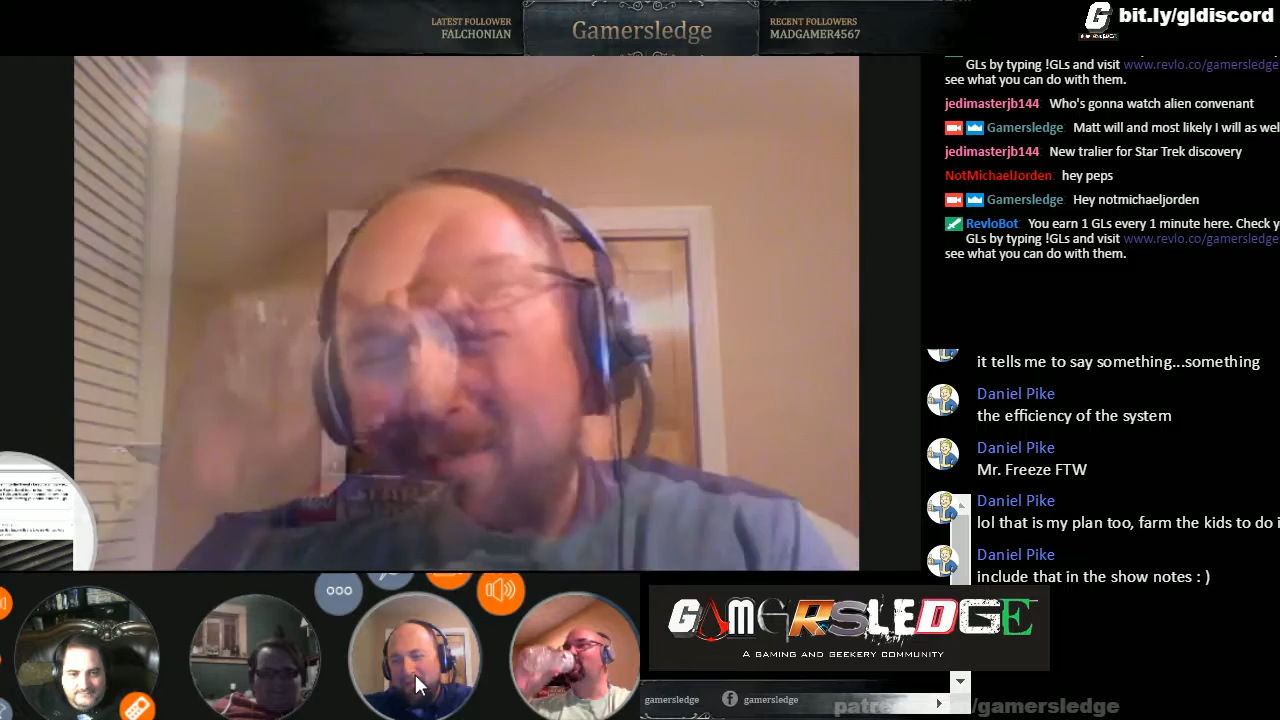 LATEST FOLLOWER
FALCHONIAN
Gamersledge
RECENT FOLLOWERS
MADGAMER4567
bit.ly/gldiscord
GLs by typing !GLs and visit www.revlo.co/gamersledge
see what you can do with them.
jedimasterjb144 Who's gonna watch alien convenant
Gamersledge Matt will and most likely I will as wel
jedimasterjb144 New tralier for Star Trek discovery
NotMichaelJorden hey peps
Gamersledge Hey notmichaeljorden
RevloBot You earn 1 GLs every 1 minute here. Check y
GLs by typing !GLs and visit www.revlo.co/gamersledge
see what you can do with them.
it tells me to say something...something
Daniel Pike
the efficiency of the system
Daniel Pike
Mr. Freeze FTW
Daniel Pike
lol that is my plan too, farm the kids to do i
Daniel Pike
include that in the show notes : )
GAMERSLEDGE
A GAMING AND GEEKERY COMMUNITY
gamersledge
gamersledge
patreon.com/gamersledge